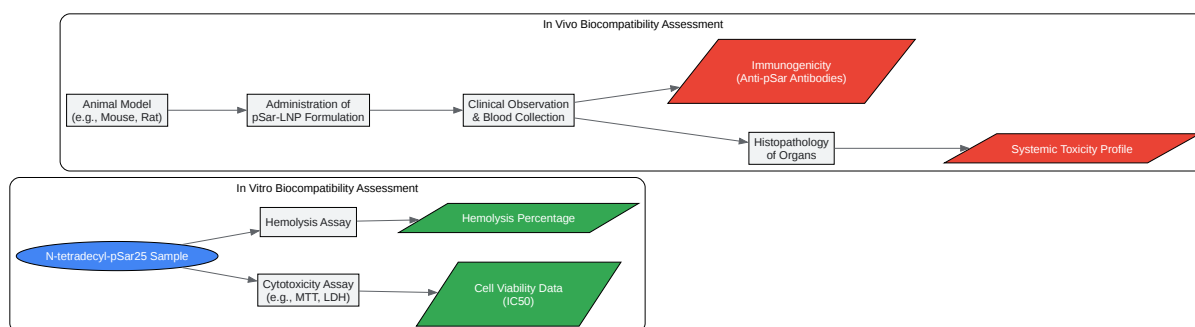 In Vivo Biocompatibility Assessment
Immunogenicity
(Anti-pSar Antibodies)
Animal Model
(e.g., Mouse, Rat)
Administration of
pSar-LNP Formulation
Clinical Observation
& Blood Collection
Histopathology
of Organs
Systemic Toxicity Profile
In Vitro Biocompatibility Assessment
Hemolysis Assay
Hemolysis Percentage
N-tetradecyl-pSar25 Sample
Cytotoxicity Assay
(e.g., MTT, LDH)
Cell Viability Data
(IC50)